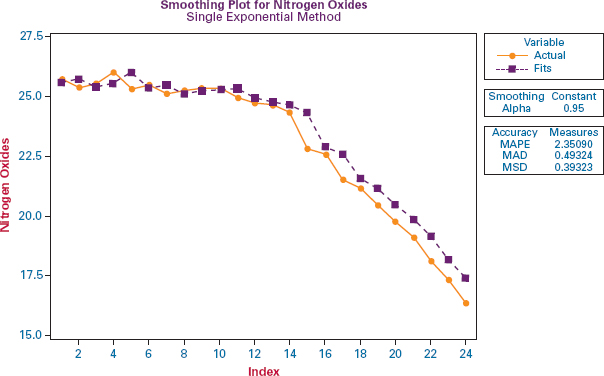 Smoothing Plot for Nitrogen Oxides
Single Exponential Method
Nitrogen Oxides
27.5
25.0
22.5
20.0
17.5
15.0
2 4 6 8 10 12 14 16 18 20 22 24
Index
Variable
Actual
Fits
Smoothing Constant
Alpha 0.95
Accuracy Measures
MAPE 2.35090
MAD 0.49324
MSD 0.39323